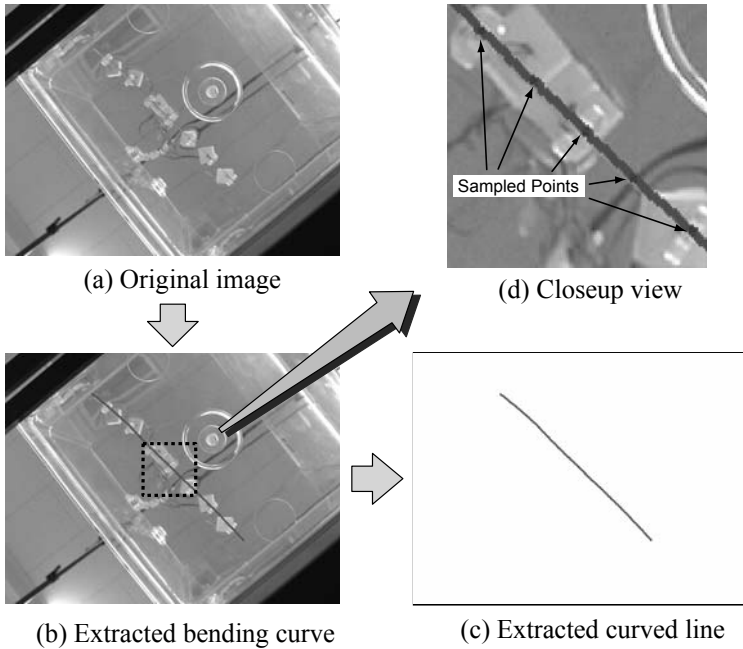 Sampled Points
(a) Original image
(d) Closeup view
(b) Extracted bending curve
(c) Extracted curved line